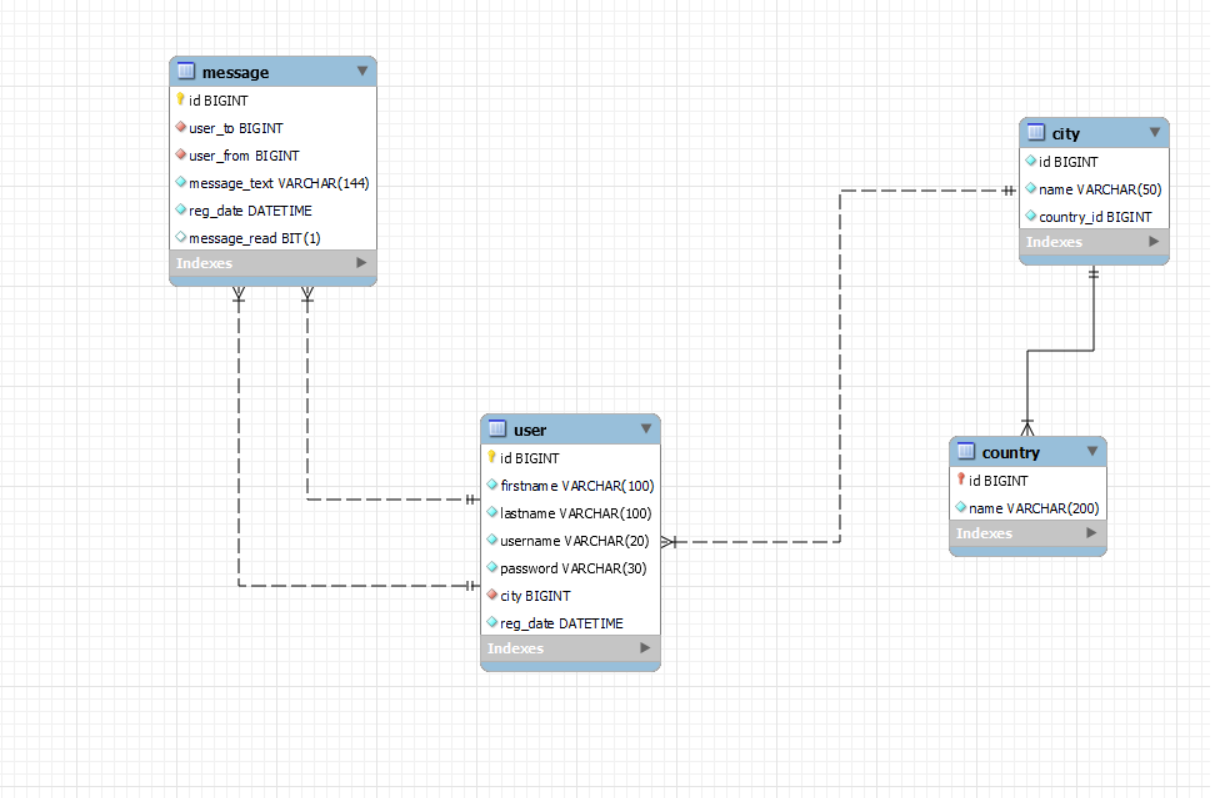 message
id BIGINT
user_to BIGINT
user_from BIGINT
message_text VARCHAR(144)
reg_date DATETIME
message_read BIT(1)
Indexes
city
id BIGINT
name VARCHAR(50)
country_id BIGINT
Indexes
user
id BIGINT
firstname VARCHAR(100)
lastname VARCHAR(100)
username VARCHAR(20)
password VARCHAR(30)
city BIGINT
reg_date DATETIME
Indexes
country
id BIGINT
name VARCHAR(200)
Indexes